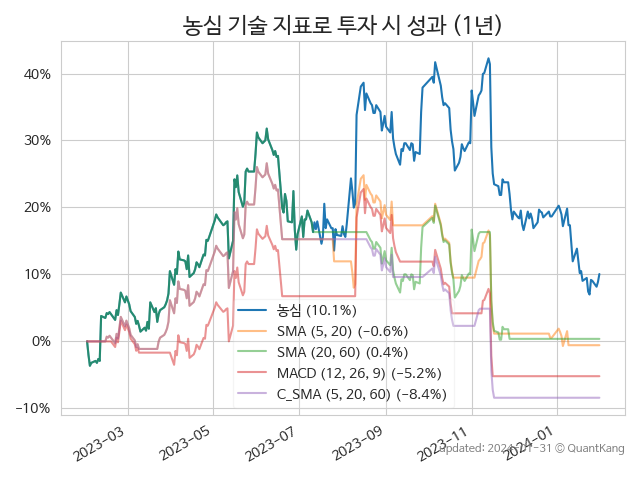 농심 기술 지표로 투자 시 성과 (1년)
40%
30%
20%
10%
0%
−10%
농심 (10.1%)
SMA (5, 20) (−0.6%)
SMA (20, 60) (0.4%)
MACD (12, 26, 9) (−5.2%)
C_SMA (5, 20, 60) (−8.4%)
2023-03
2023-05
2023-07
2023-09
2023-11
2024-01
updated: 2024-01-31 © QuantKang